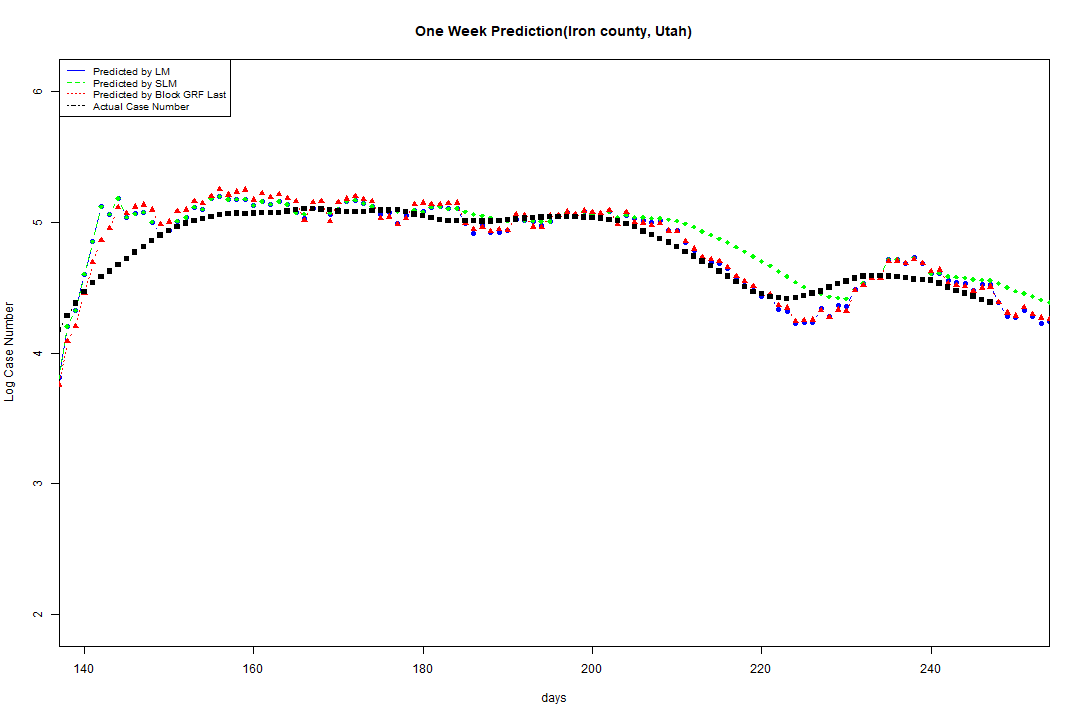 One Week Prediction(Iron county, Utah)
Predicted by LM
Predicted by SLM
Predicted by Block GRF Last
Actual Case Number
6
5
4
3
2
Log Case Number
140 160 180 200 220 240
days